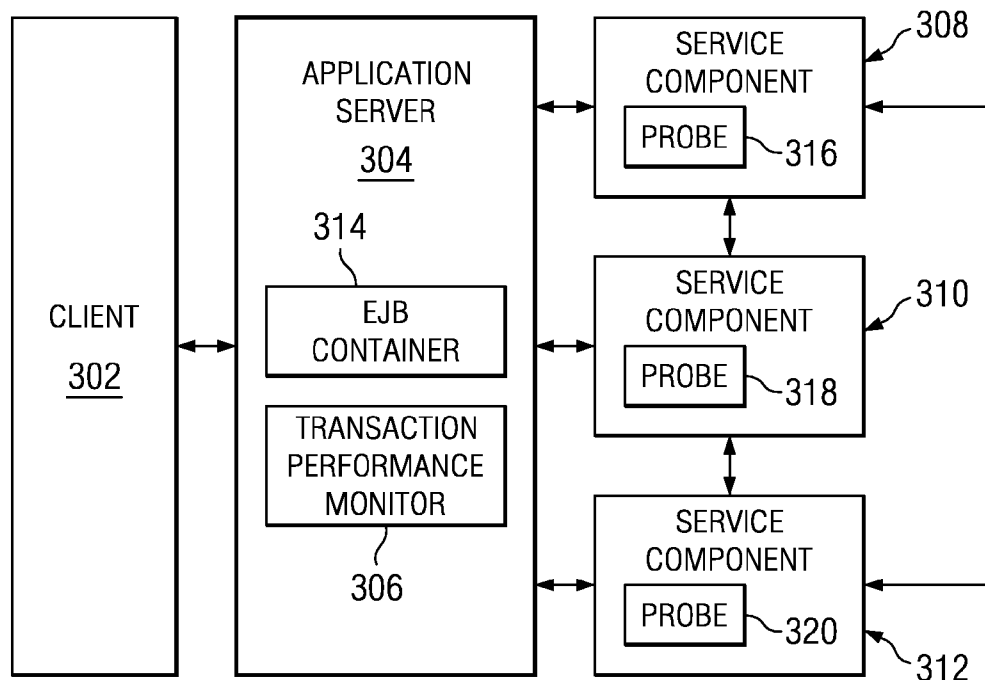 CLIENT
302
APPLICATION
SERVER
304
314
EJB
CONTAINER
TRANSACTION
PERFORMANCE
MONITOR
306
SERVICE
COMPONENT
PROBE
316
308
SERVICE
COMPONENT
PROBE
318
310
SERVICE
COMPONENT
PROBE
320
312